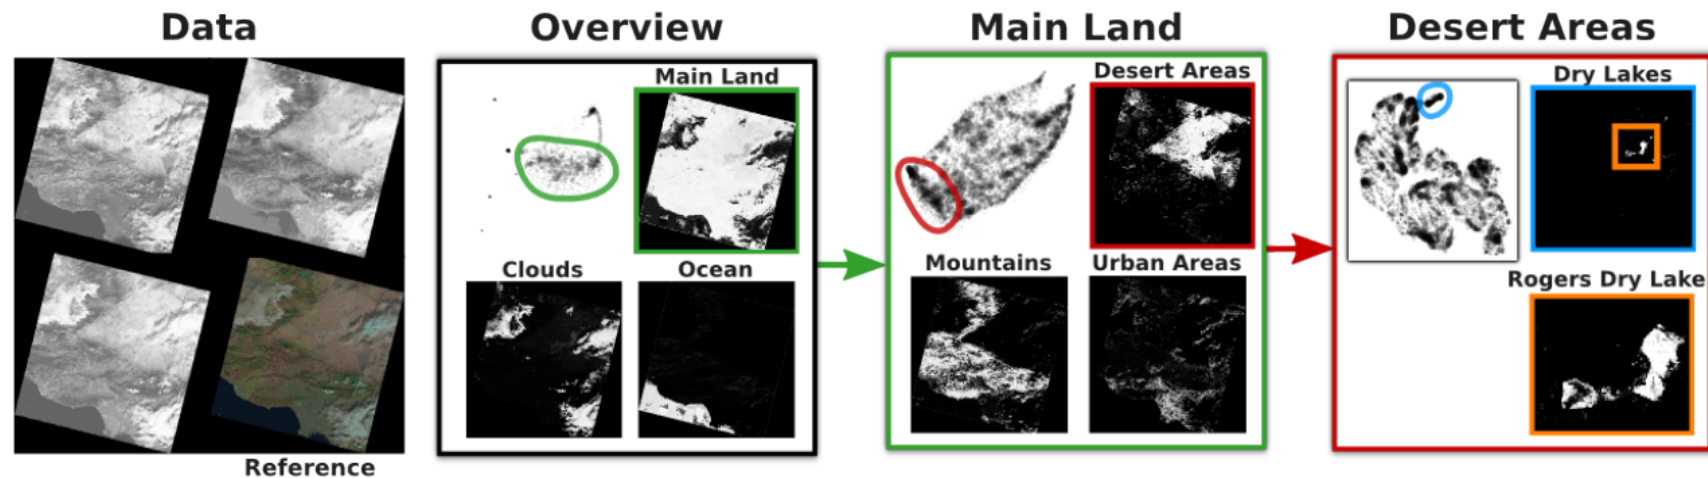 Data
Overview
Main Land
Desert Areas
Main Land
Desert Areas
Dry Lakes
Clouds
Ocean
Mountains
Urban Areas
Rogers Dry Lake
Reference